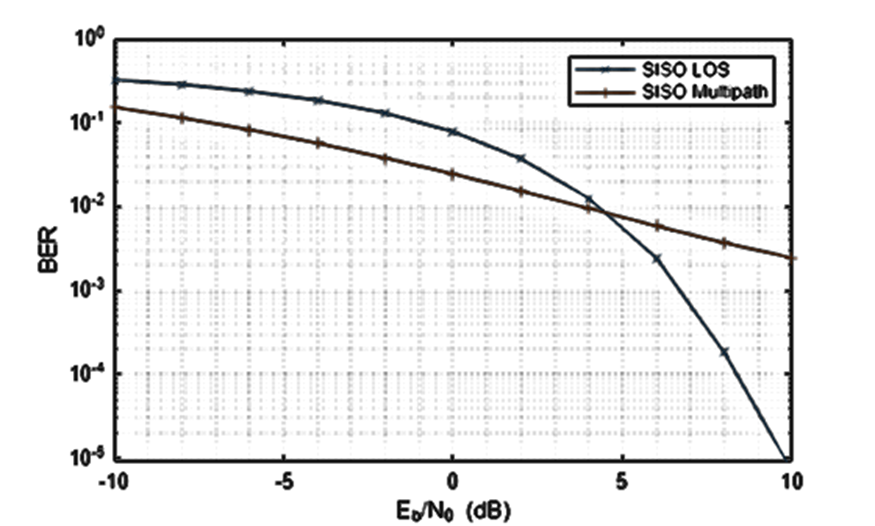 10⁰
10⁻¹
10⁻²
10⁻³
10⁻⁴
10⁻⁵
BER
SISO LOS
SISO Multipath
-10 -5 0 5 10
E_b/N_0 (dB)